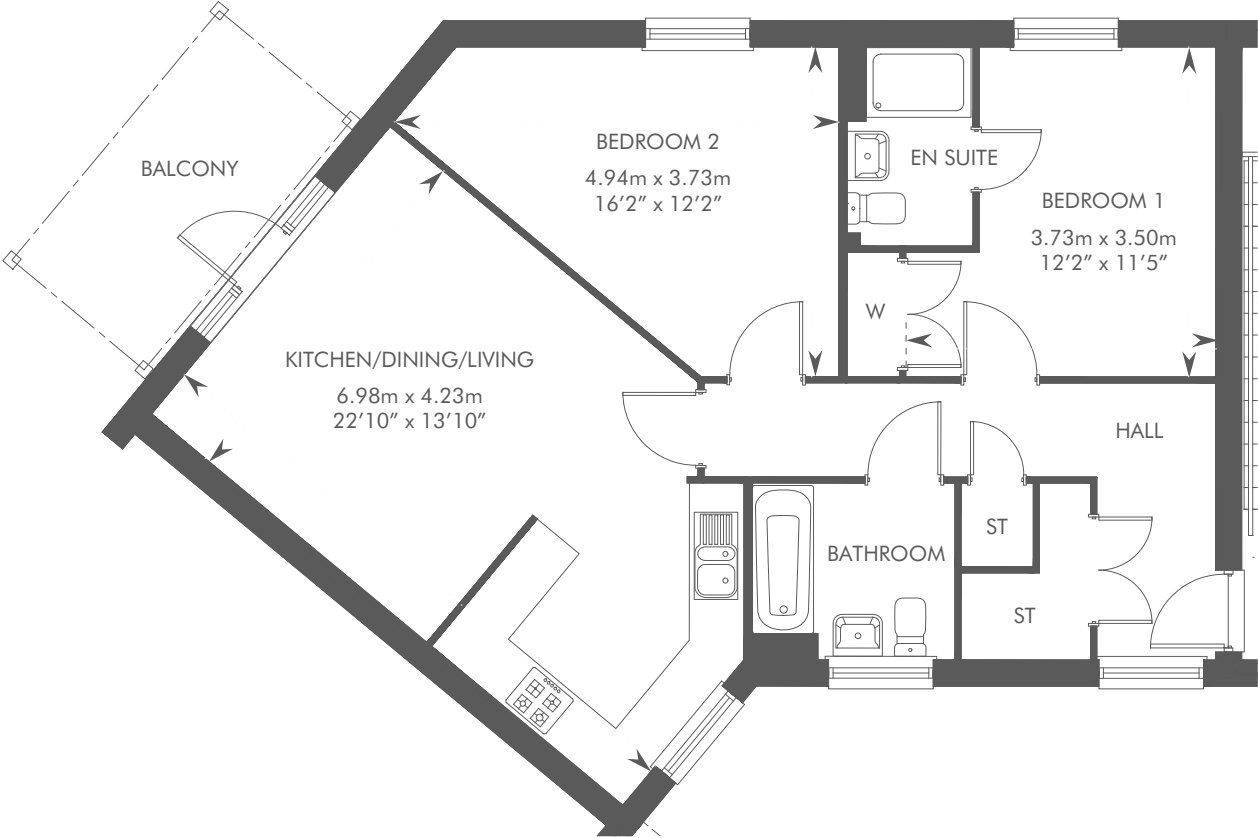 BALCONY
BEDROOM 2
4.94m x 3.73m
16’2” x 12’2”
EN SUITE
BEDROOM 1
3.73m x 3.50m
12’2” x 11’5”
W
KITCHEN/DINING/LIVING
6.98m x 4.23m
22’10” x 13’10”
HALL
BATHROOM
ST
ST